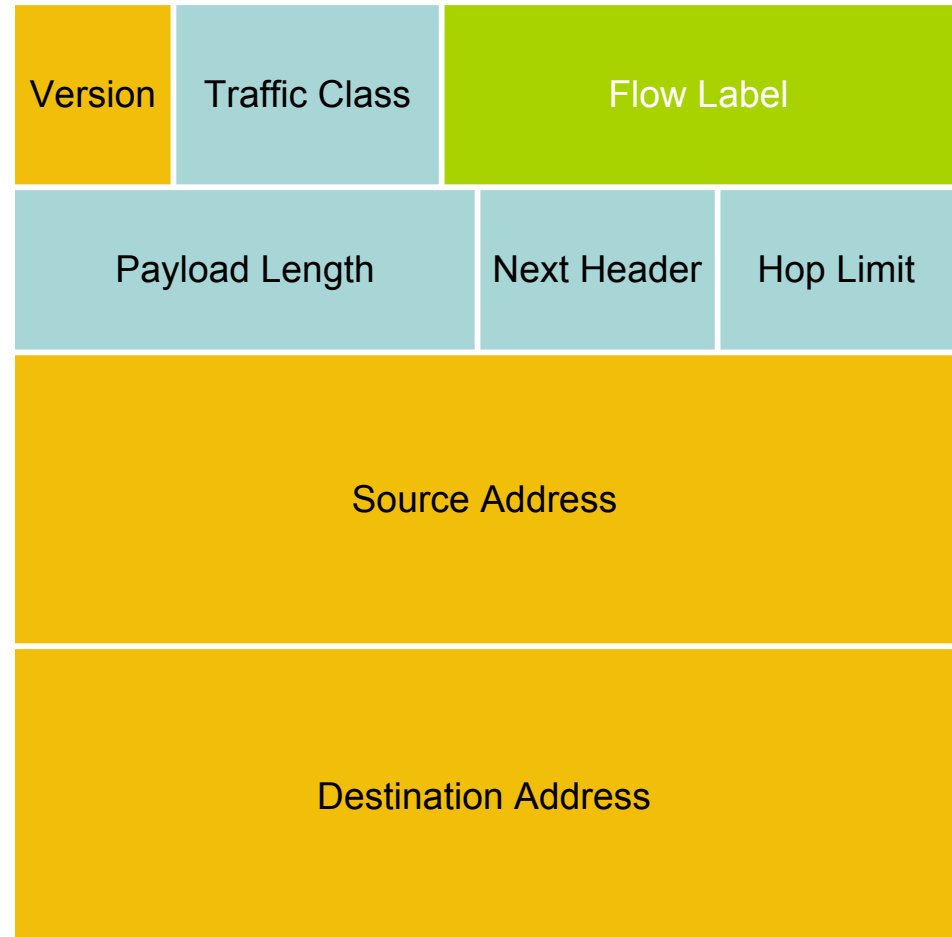 Version Traffic Class Flow Label
Payload Length Next Header Hop Limit
Source Address
Destination Address